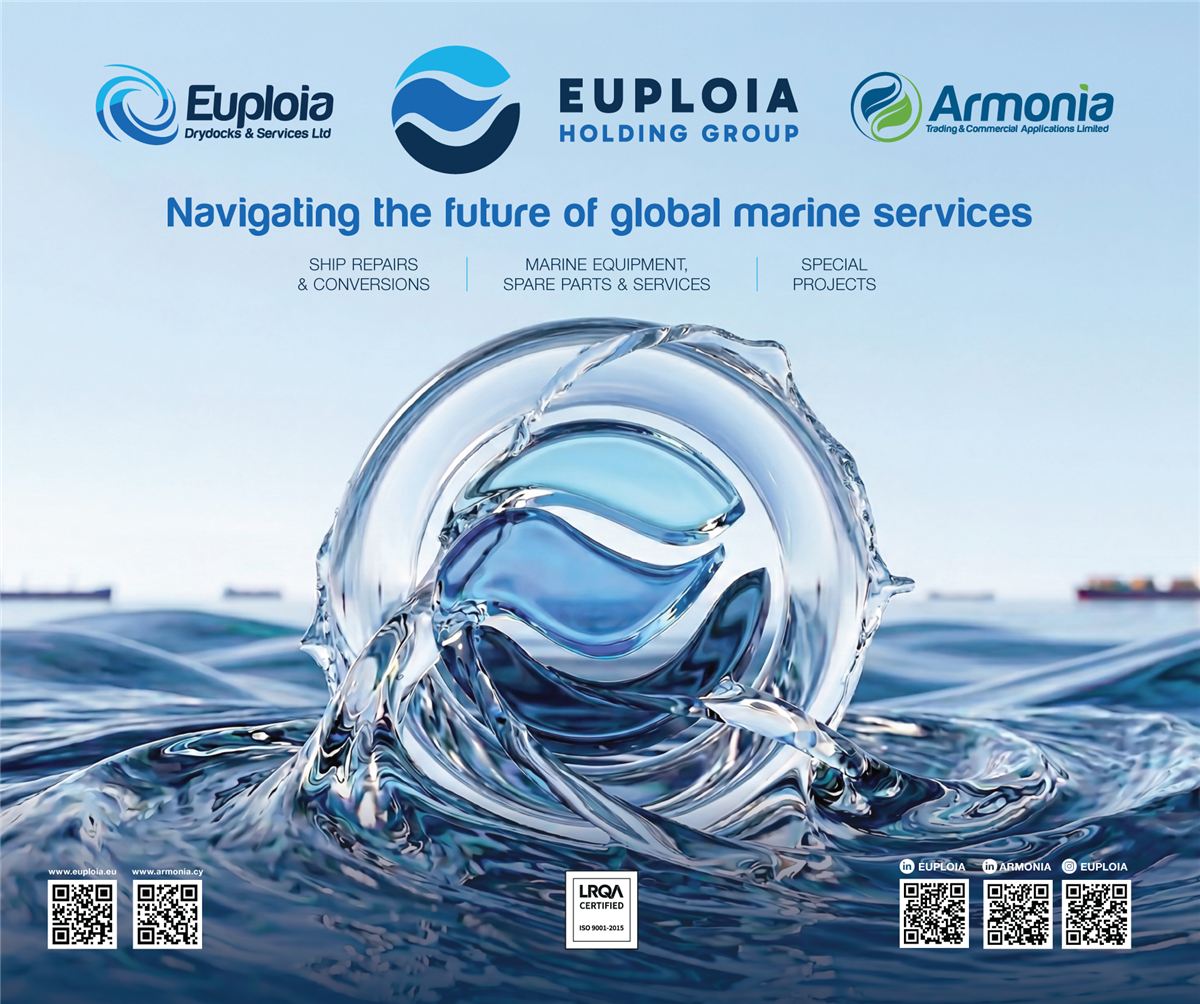 Euploia
Drydocks & Services Ltd
EUPLOIA
HOLDING GROUP
Armonia
Trading & Commercial Applications Limited
Navigating the future of global marine services
SHIP REPAIRS
& CONVERSIONS
MARINE EQUIPMENT,
SPARE PARTS & SERVICES
SPECIAL
PROJECTS
www.euploia.eu
www.armonia.cy
LRQA
CERTIFIED
ISO 9001-2015
in EUPLOIA
in ARMONIA
EUPLOIA